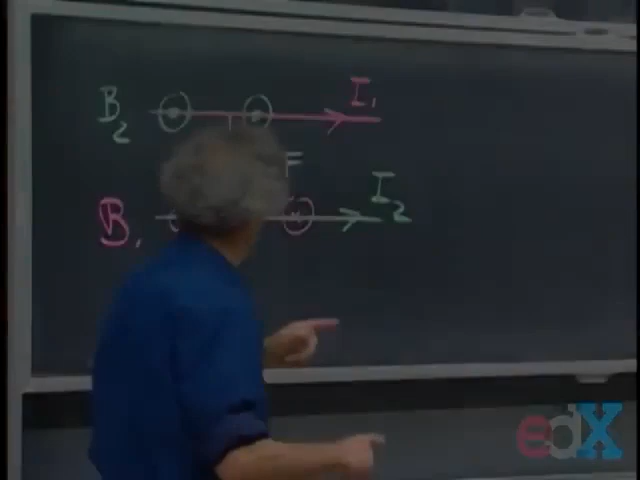 B₂ I₁
F
B₁ I₂
edX